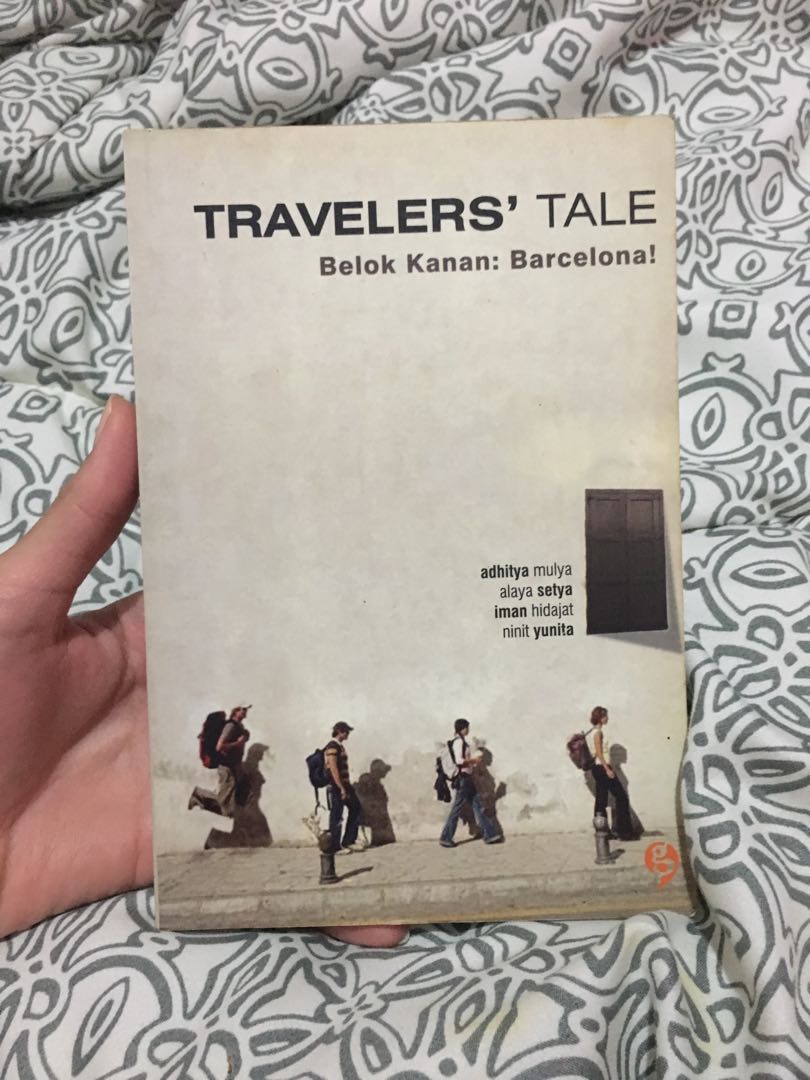 TRAVELERS' TALE
Belok Kanan: Barcelona!
adhitya mulya
alaya setya
iman hidajat
ninit yunita
g